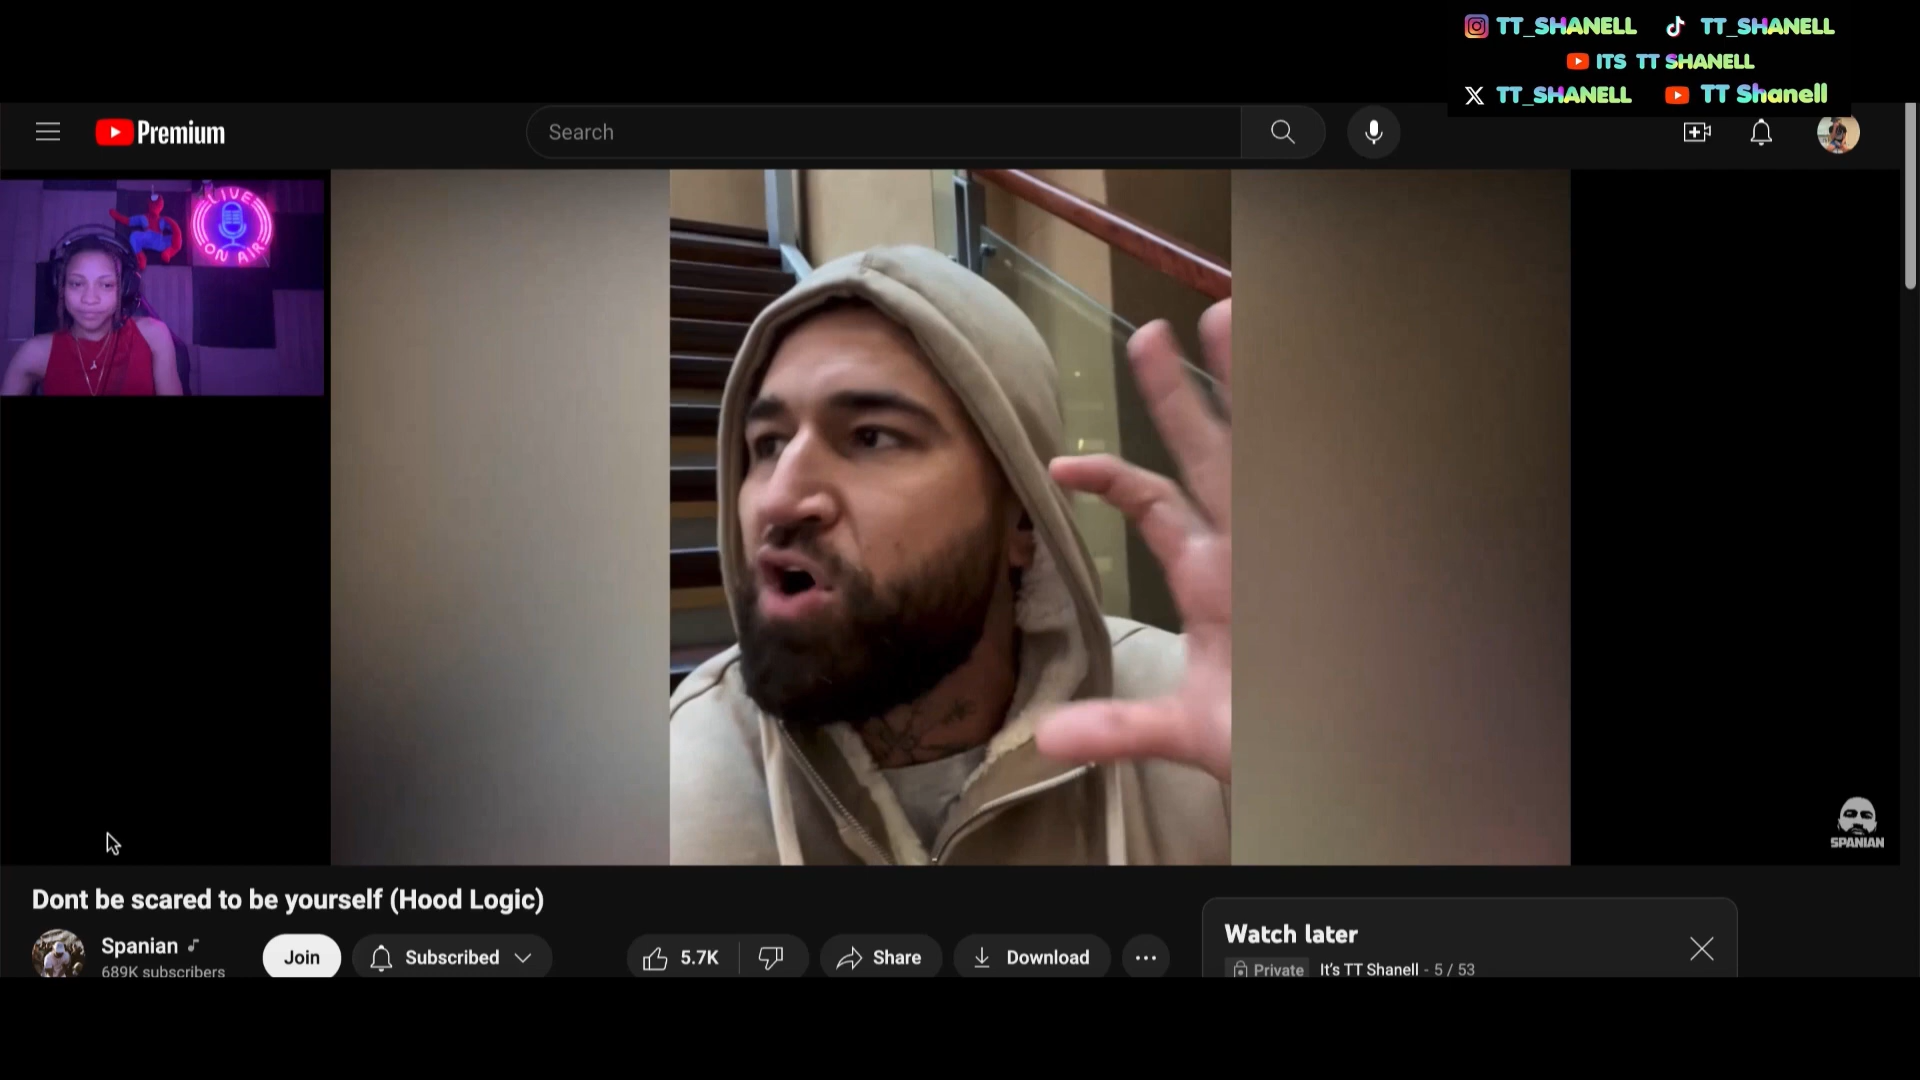 TT_SHANELL TT_SHANELL
ITS TT SHANELL
TT_SHANELL TT Shanell
Premium
Search
LIVE
ON AIR
SPANIAN
Dont be scared to be yourself (Hood Logic)
Spanian
689K subscribers
Join
Subscribed
5.7K
Share
Download
Watch later
Private It's TT Shanell - 5 / 53